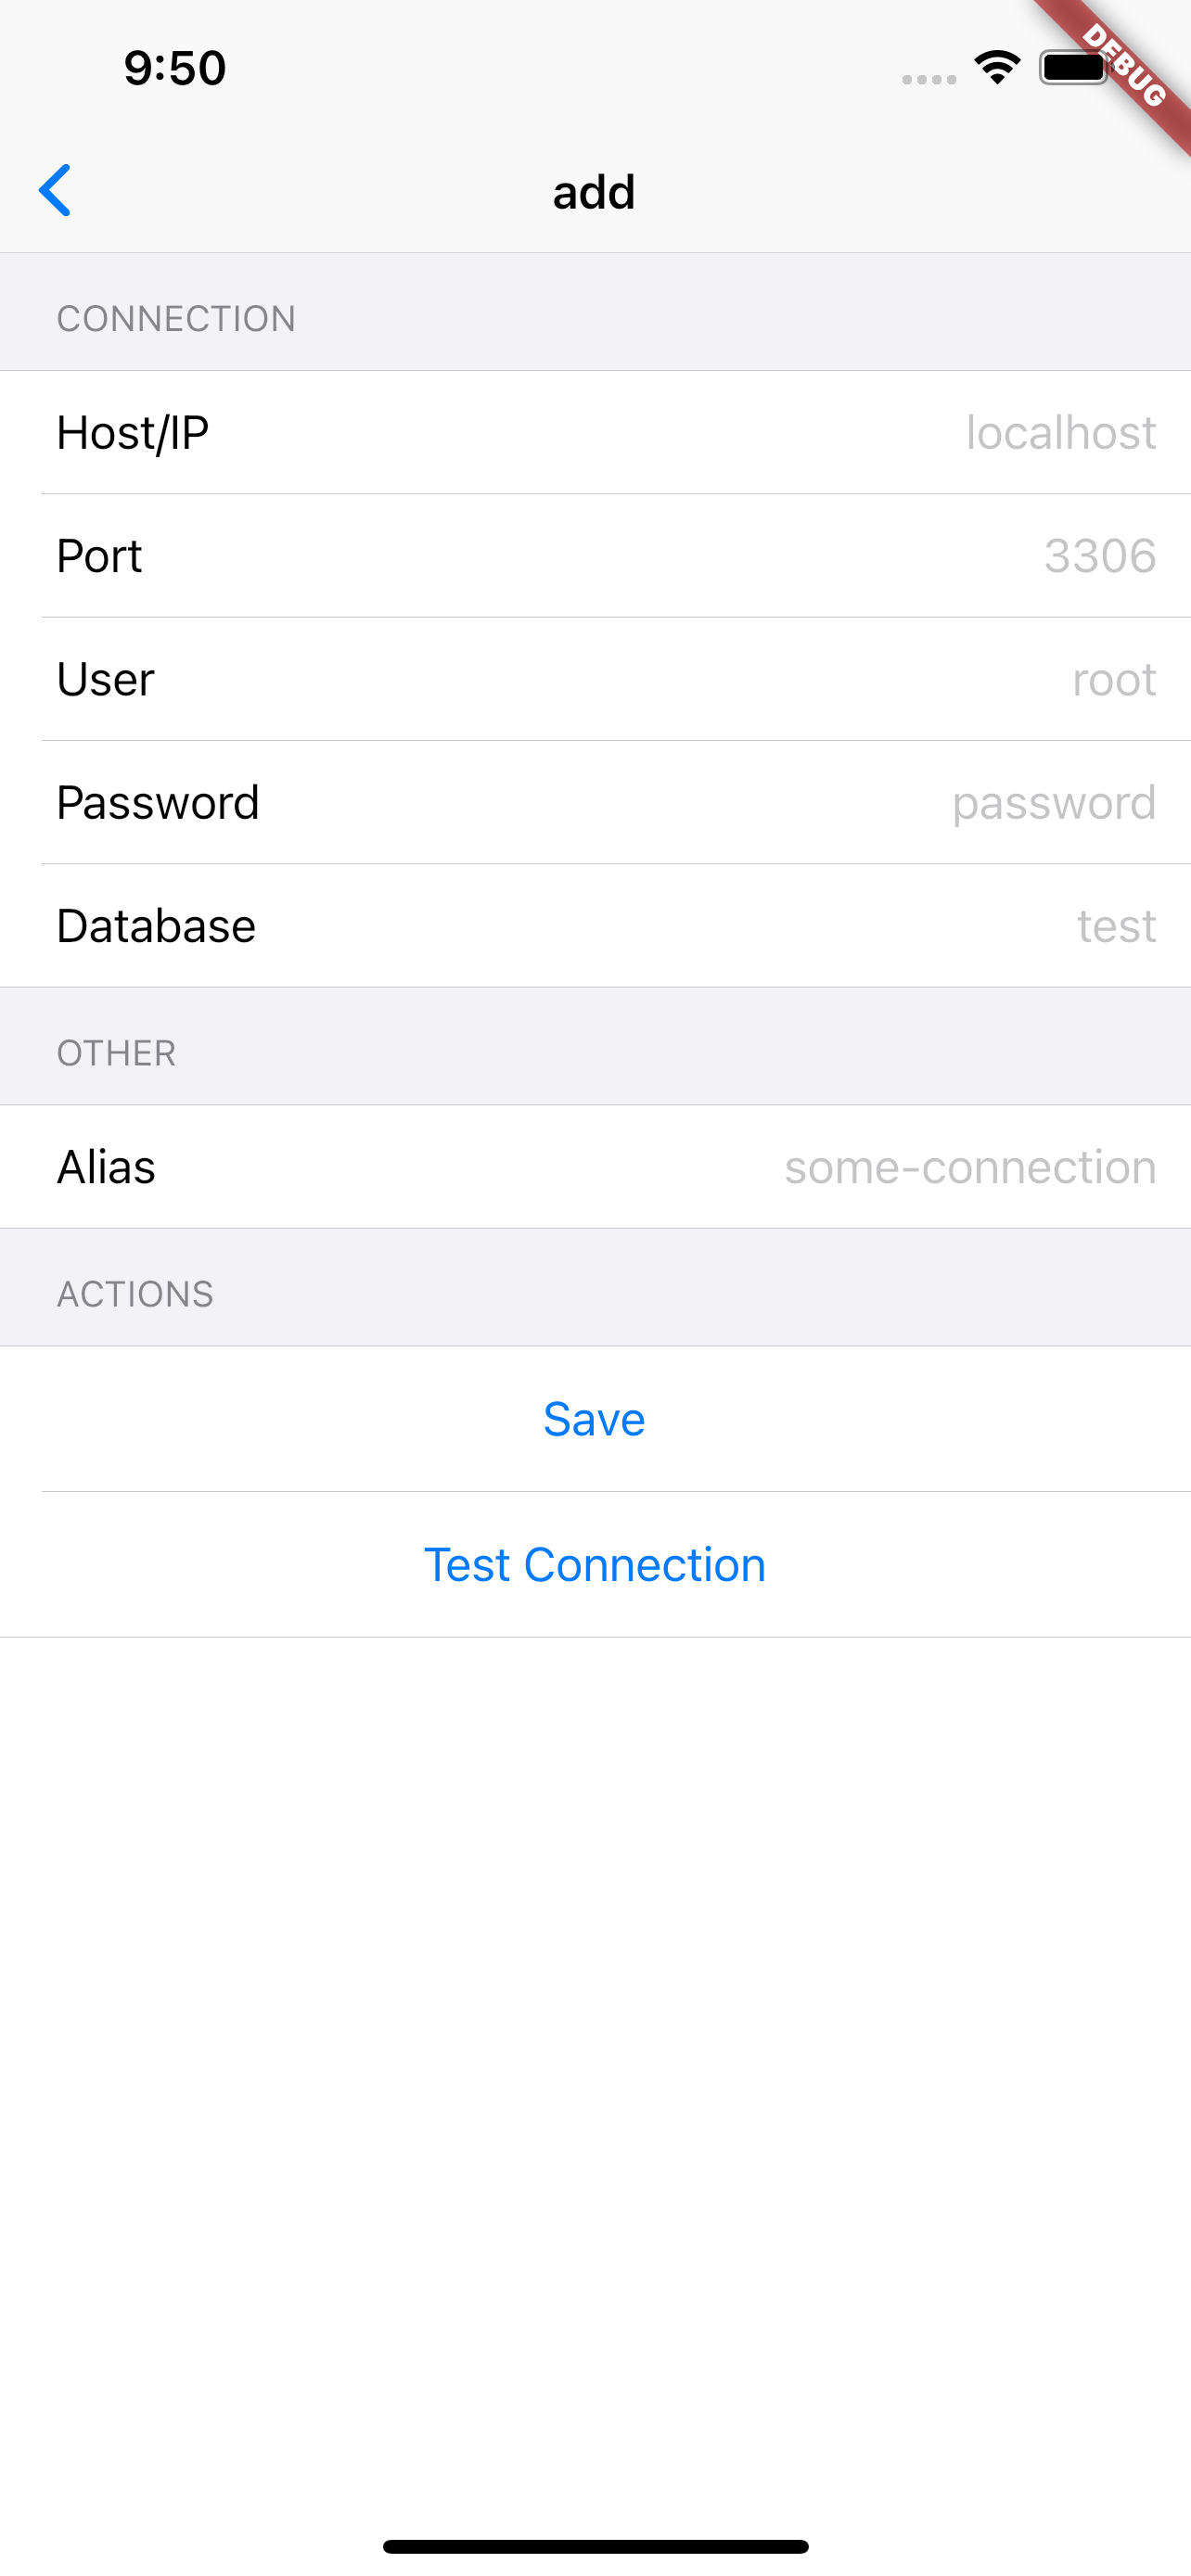 9:50
DEBUG
add
CONNECTION
Host/IP localhost
Port 3306
User root
Password password
Database test
OTHER
Alias some-connection
ACTIONS
Save
Test Connection